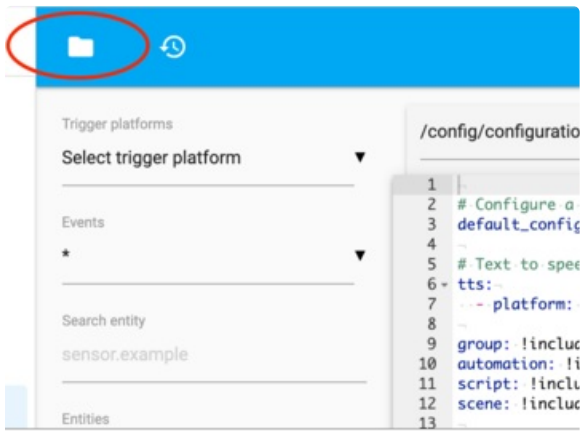 Trigger platforms
Select trigger platform
Events
*
Search entity
sensor.example
Entities
/config/configuratio
1
2 # Configure a
3 default_config
4
5 # Text to spee
6 tts:
7 - platform:
8
9 group: !includ
10 automation: !i
11 script: !inclu
12 scene: !includ
13